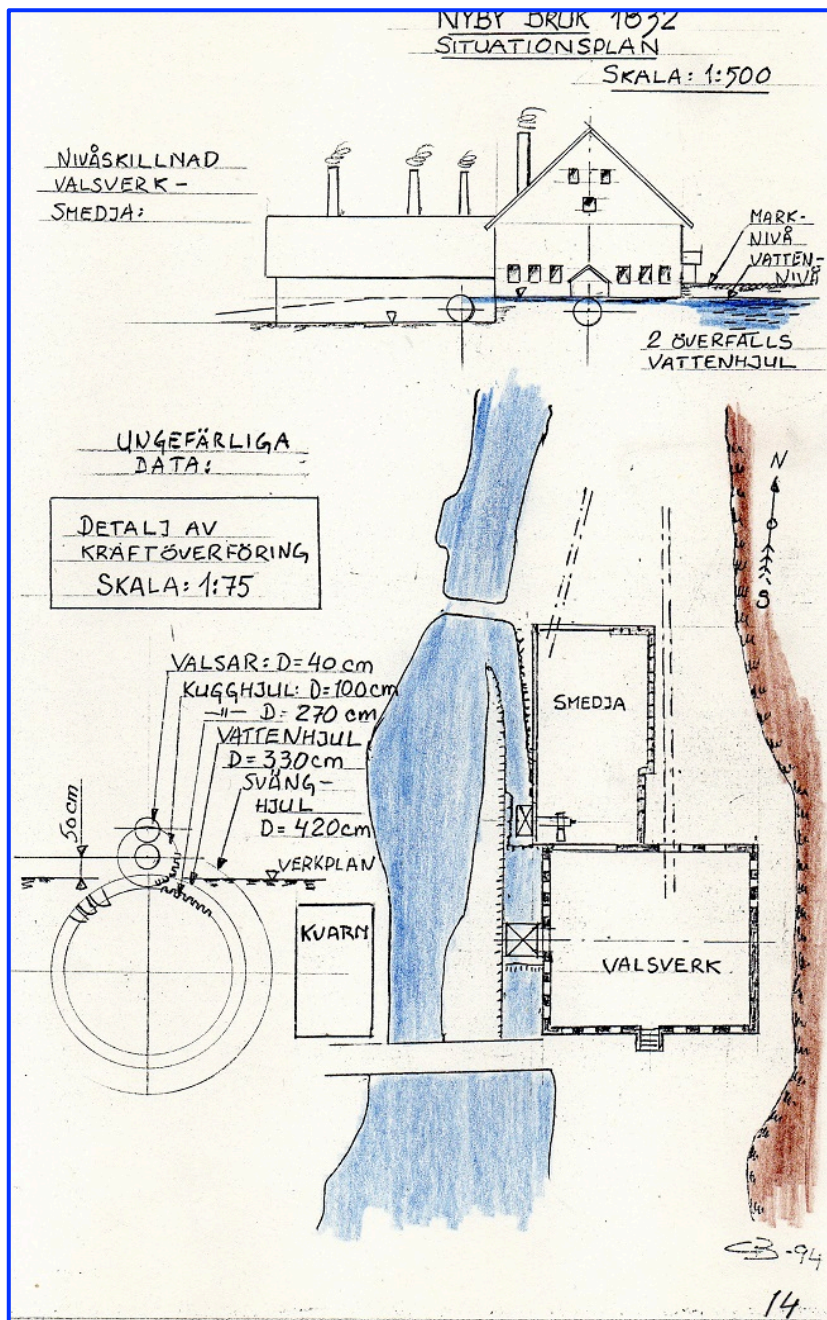 NYBY BRUK 1832
SITUATIONSPLAN
SKALA: 1:500
NIVÅSKILLNAD
VALSVERK -
SMEDJA:
MARK-
NIVÅ
VATTEN-
NIVÅ
2 ÖVERFALLS
VATTENHJUL
UNGEFÄRLIGA
DATA:
DETALJ AV
KRAFTÖVERFÖRING
SKALA: 1:75
N
S
VALSAR: D=40 cm
KUGGHJUL: D=100cm
-"- D= 270 cm
VATTENHJUL
D=330cm
SVÄNG-
HJUL
D= 420cm
50cm
VERKPLAN
SMEDJA
KVARN
VALSVERK
CB -94
14